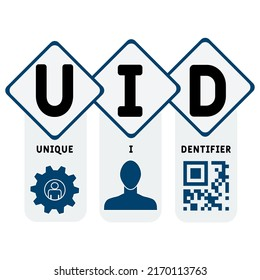 U I D
UNIQUE I DENTIFIER
shutterstock.com · 2170113763